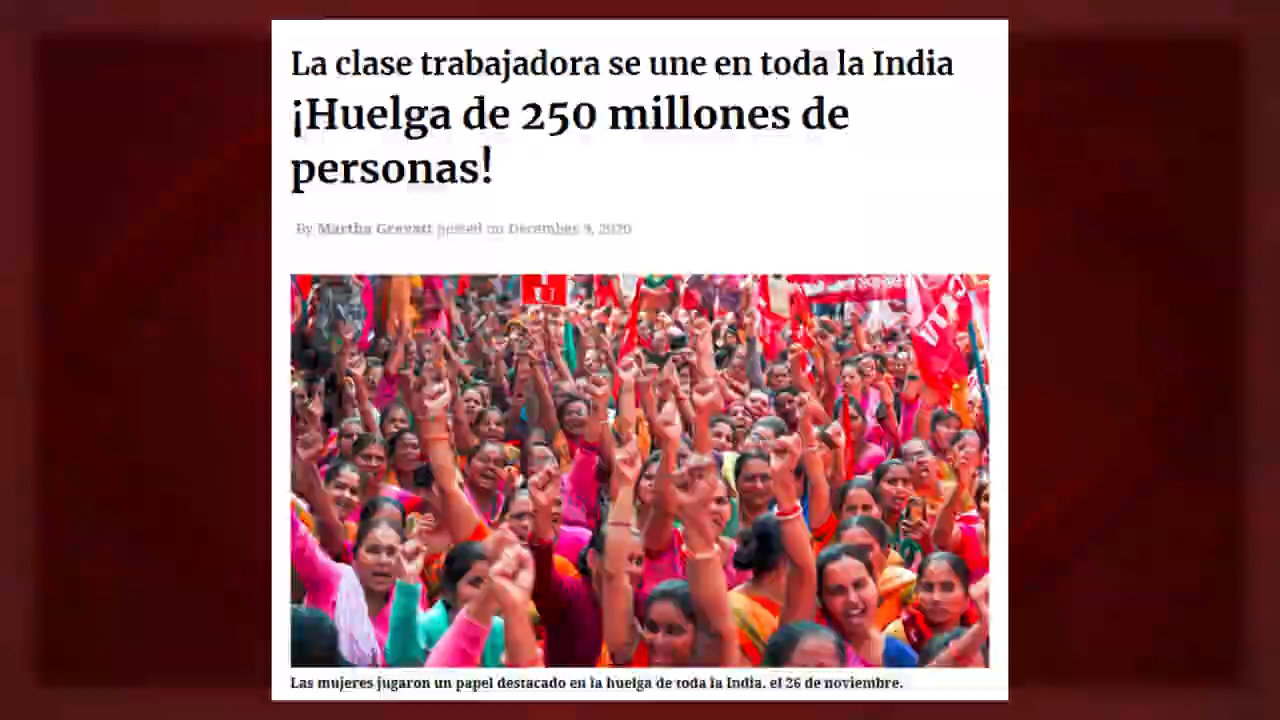 La clase trabajadora se une en toda la India
¡Huelga de 250 millones de
personas!
By Martha Grevatt posted on December 9, 2020
Las mujeres jugaron un papel destacado en la huelga de toda la India. el 26 de noviembre.